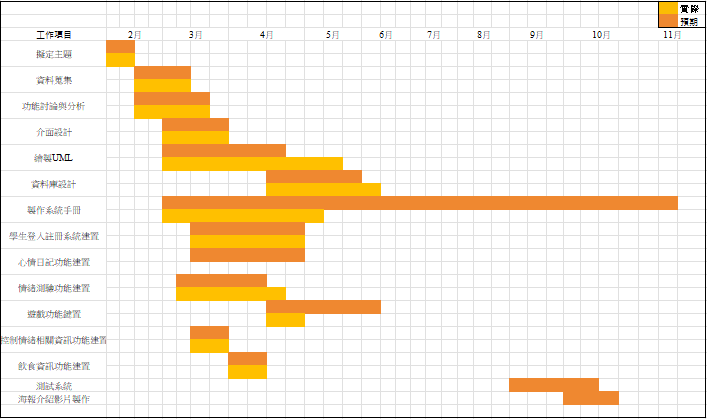 實際
預期
工作項目 2月 3月 4月 5月 6月 7月 8月 9月 10月 11月
擬定主題
資料蒐集
功能討論與分析
介面設計
繪製UML
資料庫設計
製作系統手冊
學生登入註冊系統建置
心情日記功能建置
情緒測驗功能建置
遊戲功能鍵置
控制情緒相關資訊功能建置
飲食資訊功能建置
測試系統
海報介紹影片製作